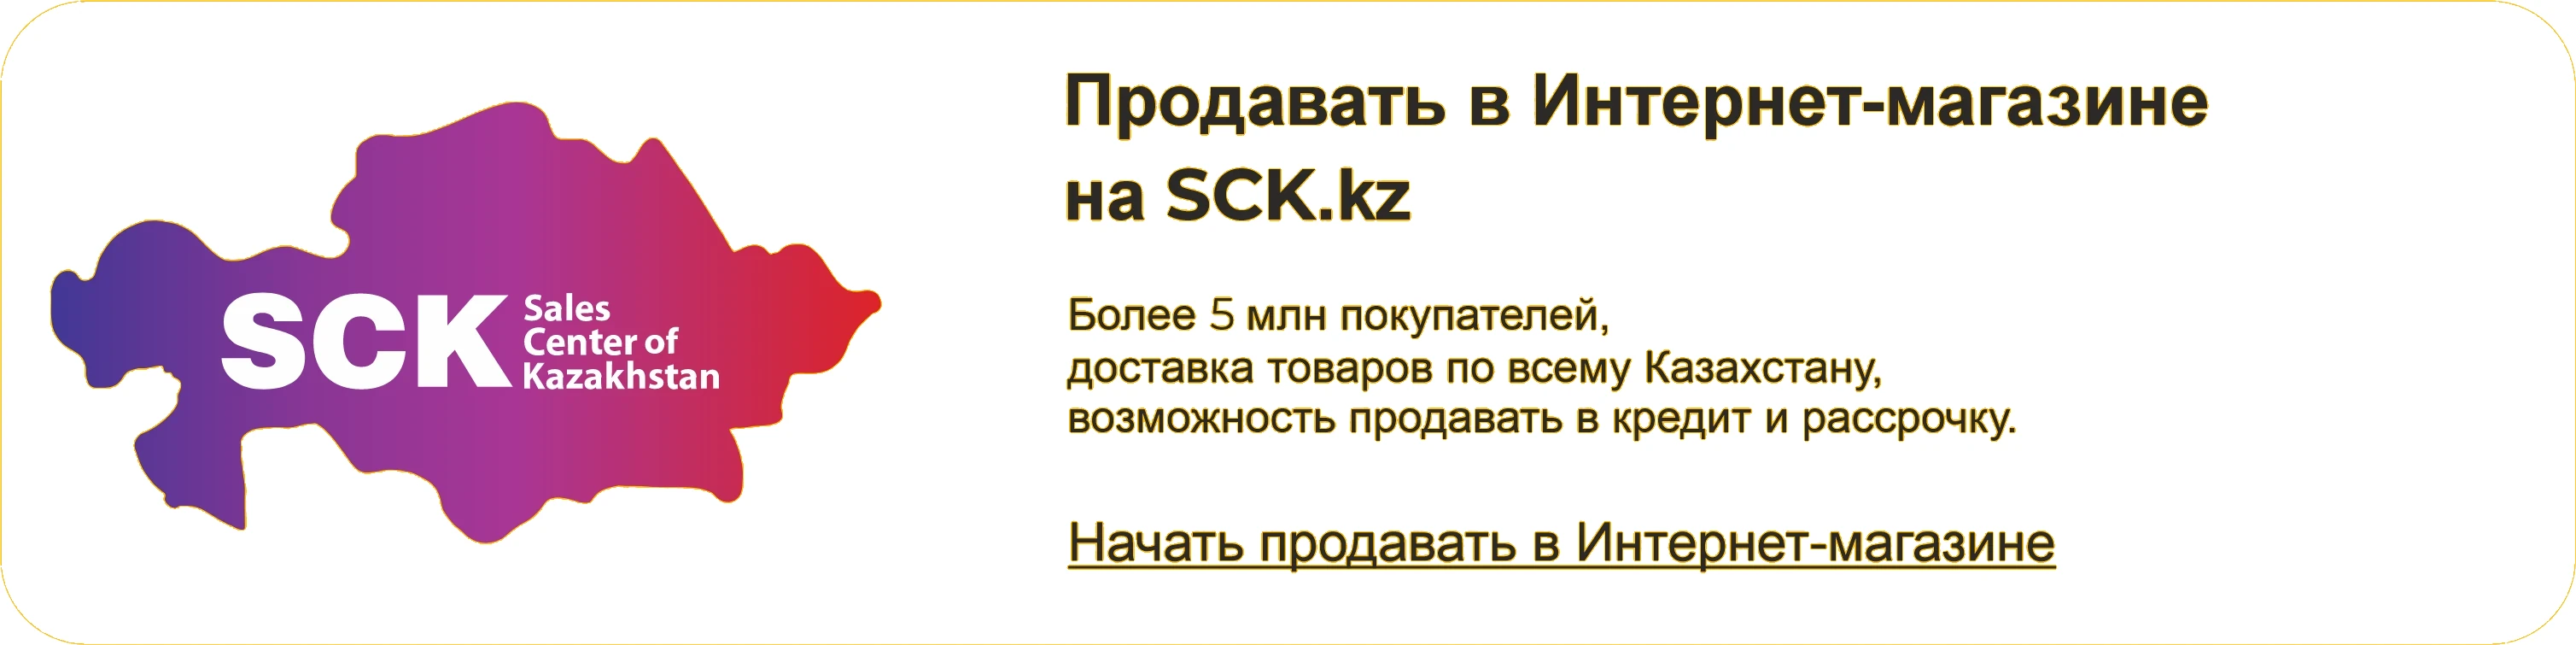 SCK
Sales
Center of
Kazakhstan
Продавать в Интернет-магазине
на SCK.kz
Более 5 млн покупателей,
доставка товаров по всему Казахстану,
возможность продавать в кредит и рассрочку.
Начать продавать в Интернет-магазине